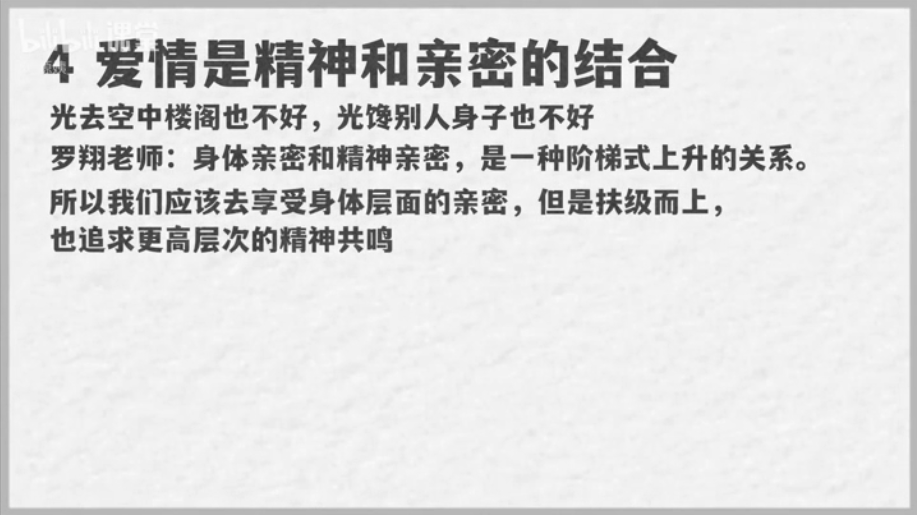 bilibili课堂
4 爱情是精神和亲密的结合
光去空中楼阁也不好，光馋别人身子也不好
罗翔老师：身体亲密和精神亲密，是一种阶梯式上升的关系。
所以我们应该去享受身体层面的亲密，但是扶级而上，
也追求更高层次的精神共鸣